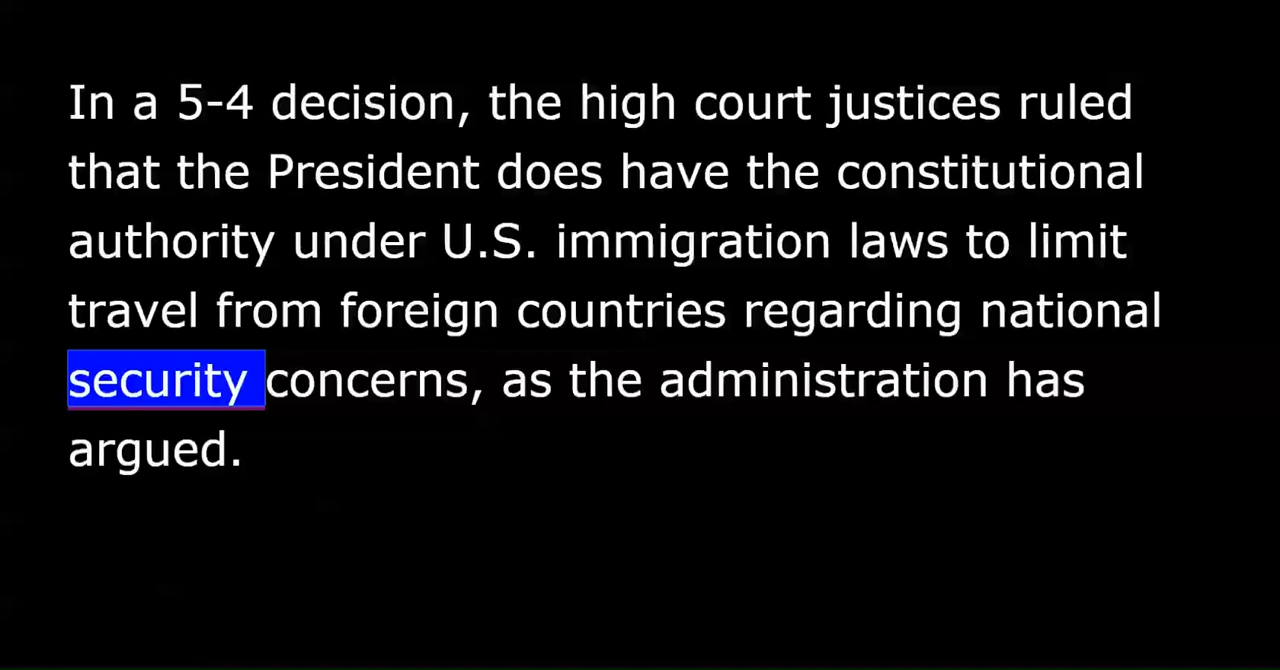 In a 5-4 decision, the high court justices ruled
that the President does have the constitutional
authority under U.S. immigration laws to limit
travel from foreign countries regarding national
security concerns, as the administration has
argued.